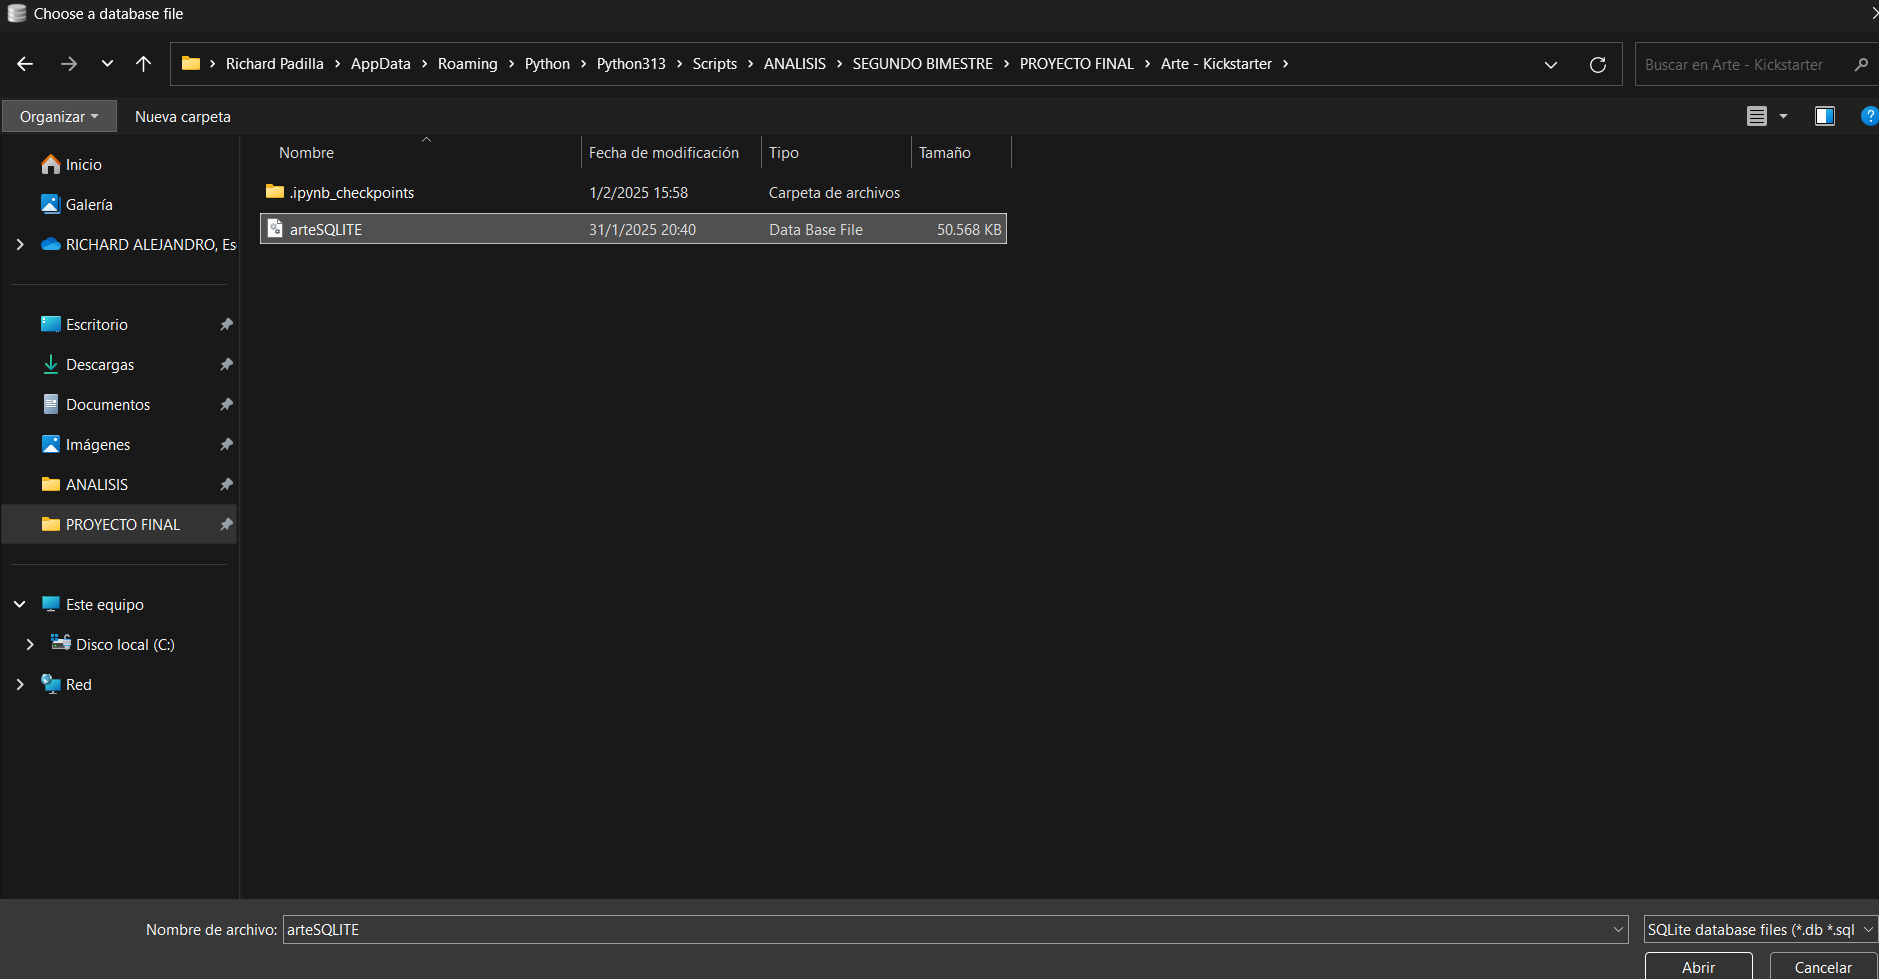 Choose a database file
Richard Padilla > AppData > Roaming > Python > Python313 > Scripts > ANALISIS > SEGUNDO BIMESTRE > PROYECTO FINAL > Arte - Kickstarter >
Buscar en Arte - Kickstarter
Organizar
Nueva carpeta
Nombre
Fecha de modificación
Tipo
Tamaño
.ipynb_checkpoints
1/2/2025 15:58
Carpeta de archivos
arteSQLITE
31/1/2025 20:40
Data Base File
50.568 KB
Inicio
Galería
RICHARD ALEJANDRO, Es
Escritorio
Descargas
Documentos
Imágenes
ANALISIS
PROYECTO FINAL
Este equipo
Disco local (C:)
Red
Nombre de archivo:
arteSQLITE
SQLite database files (*.db *.sql
Abrir
Cancelar